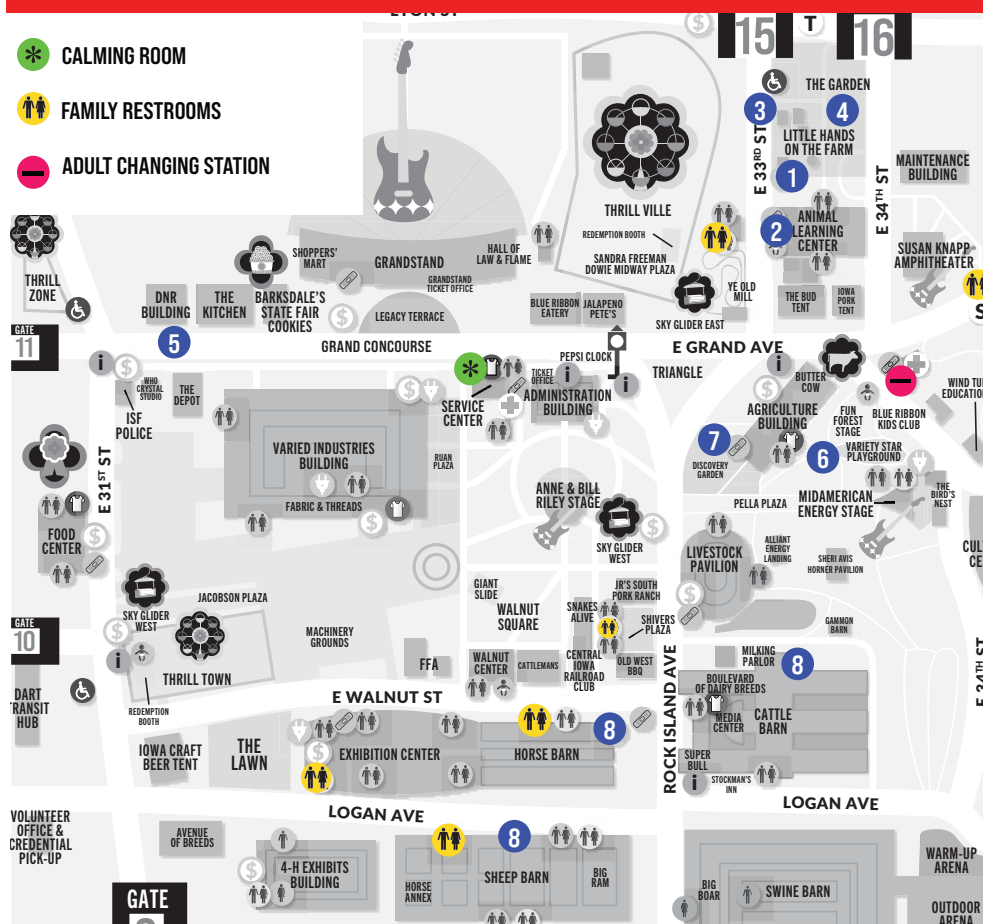 CALMING ROOM
FAMILY RESTROOMS
ADULT CHANGING STATION
$
15
T
16
THE GARDEN
3
4
LITTLE HANDS
ON THE FARM
E 33RD ST
E 34TH ST
1
MAINTENANCE
BUILDING
THRILL VILLE
REDEMPTION BOOTH
SANDRA FREEMAN
DOWIE MIDWAY PLAZA
2
ANIMAL
LEARNING
CENTER
SUSAN KNAPP
AMPHITHEATER
THRILL
ZONE
SHOPPERS'
MART
GRANDSTAND
HALL OF
LAW & FLAME
GRANDSTAND
TICKET OFFICE
YE OLD
MILL
THE BUD
TENT
IOWA
PORK
TENT
DNR
BUILDING
THE
KITCHEN
BARKSDALE'S
STATE FAIR
COOKIES
$
LEGACY TERRACE
BLUE RIBBON
EATERY
JALAPENO
PETE'S
SKY GLIDER EAST
S
GATE
11
5
GRAND CONCOURSE
E GRAND AVE
i
$
PEPSI CLOCK
TRIANGLE
i
BUTTER
COW
WHO
CRYSTAL
STUDIO
THE
DEPOT
ISF
POLICE
$
SERVICE
CENTER
TICKET
OFFICE
i
ADMINISTRATION
BUILDING
i
$
AGRICULTURE
BUILDING
FUN
FOREST
STAGE
BLUE RIBBON
KIDS CLUB
7
6
VARIETY STAR
PLAYGROUND
DISCOVERY
GARDEN
E 31ST ST
VARIED INDUSTRIES
BUILDING
RUAN
PLAZA
FABRIC & THREADS
$
ANNE & BILL
RILEY STAGE
SKY GLIDER
WEST
$
PELLA PLAZA
MIDAMERICAN
ENERGY STAGE
THE
BIRD'S
NEST
FOOD
CENTER
$
LIVESTOCK
PAVILION
ALLIANT
ENERGY
LANDING
SHERI AVIS
HORNER PAVILION
$
GATE
10
SKY GLIDER
WEST
$
i
JACOBSON PLAZA
THRILL TOWN
REDEMPTION
BOOTH
MACHINERY
GROUNDS
FFA
GIANT
SLIDE
WALNUT
SQUARE
SNAKES
ALIVE
JR'S SOUTH
PORK RANCH
SHIVERS
PLAZA
WALNUT
CENTER
CATTLEMANS
CENTRAL
IOWA
RAILROAD
CLUB
OLD WEST
BBQ
GAMMON
BARN
MILKING
PARLOR
8
BOULEVARD
OF DAIRY BREEDS
MEDIA
CENTER
CATTLE
BARN
SUPER
BULL
i
STOCKMAN'S
INN
ROCK ISLAND AVE
E 34TH ST
DART
TRANSIT
HUB
E WALNUT ST
IOWA CRAFT
BEER TENT
THE
LAWN
$
EXHIBITION CENTER
HORSE BARN
8
LOGAN AVE
LOGAN AVE
VOLUNTEER
OFFICE &
CREDENTIAL
PICK-UP
AVENUE
OF BREEDS
$
4-H EXHIBITS
BUILDING
8
HORSE
ANNEX
SHEEP BARN
BIG
RAM
BIG
BOAR
SWINE BARN
WARM-UP
ARENA
OUTDOOR
ARENA
GATE